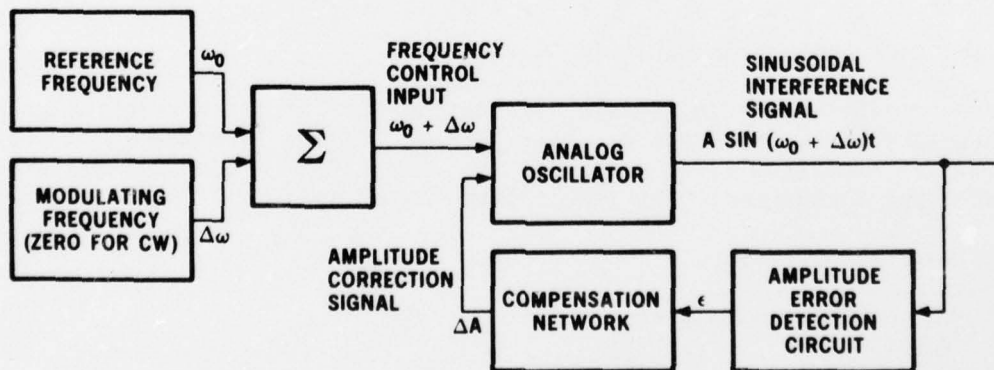 REFERENCE
FREQUENCY
ω₀
MODULATING
FREQUENCY
(ZERO FOR CW)
Δω
Σ
FREQUENCY
CONTROL
INPUT
ω₀ + Δω
ANALOG
OSCILLATOR
SINUSOIDAL
INTERFERENCE
SIGNAL
A SIN (ω₀ + Δω)t
AMPLITUDE
CORRECTION
SIGNAL
ΔA
COMPENSATION
NETWORK
ϵ
AMPLITUDE
ERROR
DETECTION
CIRCUIT